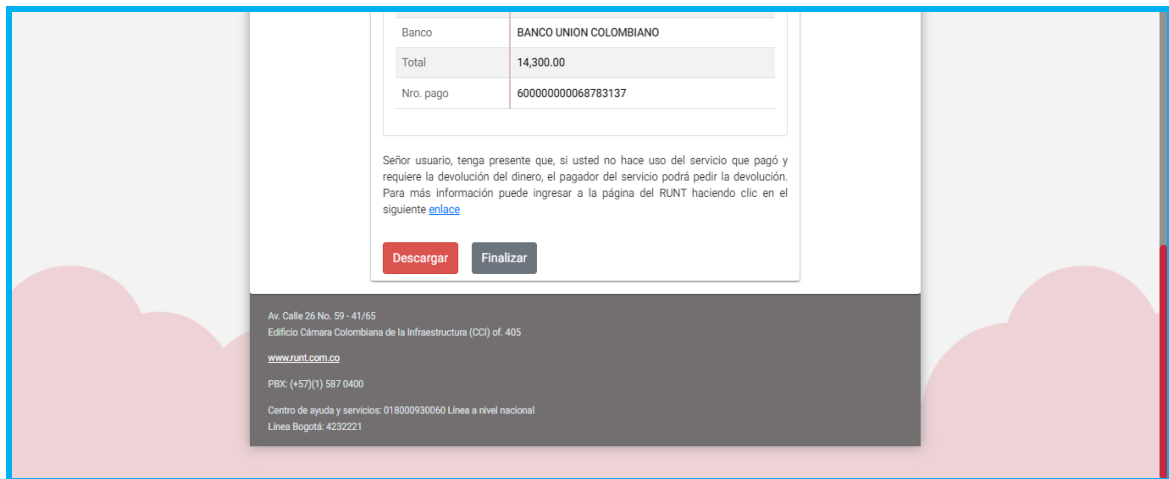 Banco BANCO UNION COLOMBIANO
Total 14,300.00
Nro. pago 600000000068783137
Señor usuario, tenga presente que, si usted no hace uso del servicio que pagó y
requiere la devolución del dinero, el pagador del servicio podrá pedir la devolución.
Para más información puede ingresar a la página del RUNT haciendo clic en el
siguiente enlace
Descargar Finalizar
Av. Calle 26 No. 59 - 41/65
Edificio Cámara Colombiana de la Infraestructura (CCI) of. 405
www.runt.com.co
PBX: (+57)(1) 587 0400
Centro de ayuda y servicios: 018000930060 Línea a nivel nacional
Línea Bogotá: 4232221